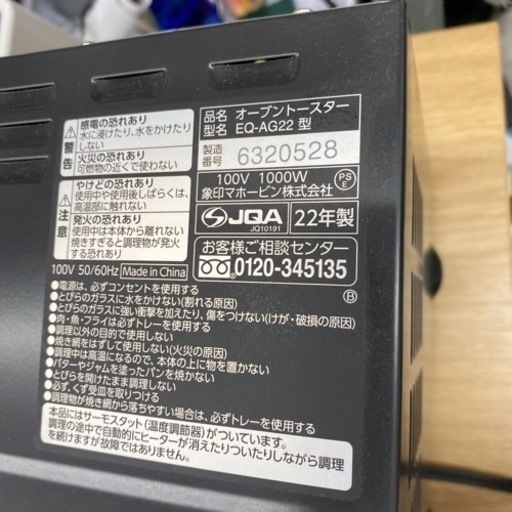 警告
感電の恐れあり
水に浸けたり、水をかけたりしない
火災の恐れあり
可燃物の近くで使わない
注意
やけどの恐れあり
使用中や使用後しばらくは、高温部に触れない
発火の恐れあり
使用中は本体から離れない
焼きすぎると調理物が発火する恐れあり
100V 50/60Hz Made in China
品名 オーブントースター
型名 EQ-AG22 型
製造番号 6320528
100V 1000W
PSE
象印マホービン株式会社
JQA
JQ10191
22年製
お客様ご相談センター
0120-345135
B
●電源は、必ずコンセントを使用する
●とびらのガラスに水をかけない(割れる原因)
●とびらのガラスに強い衝撃を加えたり、傷をつけない(けが・破損の原因)
●肉・魚・フライは必ずトレーを使用する
●調理以外の目的で使用しない
●焼き網をはずして使用しない(火災の原因)
●調理中は高温になるので、本体の上に物を置かない
●バターやジャムを塗ったパンを焼かない
●とびらを開けたまま調理しない
●必ず、くず受皿を取りつける
●調理物が焼き網から落ちやすい場合は、必ずトレーを使用する
本品にはサーモスタット(温度調節器)がついています。
調理の途中で自動的にヒーターが消えたりついたりしながら調理
を続けますが故障ではありません。